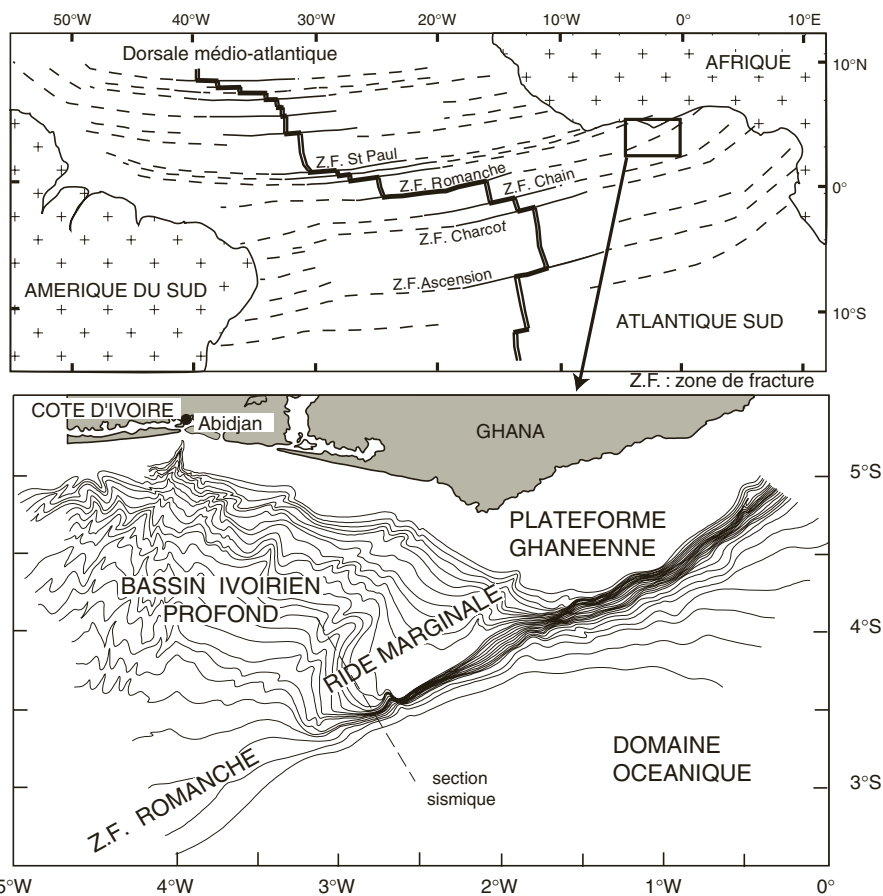 50°W 40°W 30°W 20°W 10°W 0° 10°E
Dorsale médio-atlantique
AFRIQUE
10°N
Z.F. St Paul
Z.F. Romanche
Z.F. Chain
0°
Z.F. Charcot
Z.F. Ascension
AMERIQUE DU SUD
ATLANTIQUE SUD
10°S
Z.F. : zone de fracture
COTE D'IVOIRE
Abidjan
GHANA
5°S
PLATEFORME
GHANEENNE
BASSIN IVOIRIEN
PROFOND
RIDE MARGINALE
4°S
DOMAINE
OCEANIQUE
Z.F. ROMANCHE
section
sismique
3°S
5°W 4°W 3°W 2°W 1°W 0°